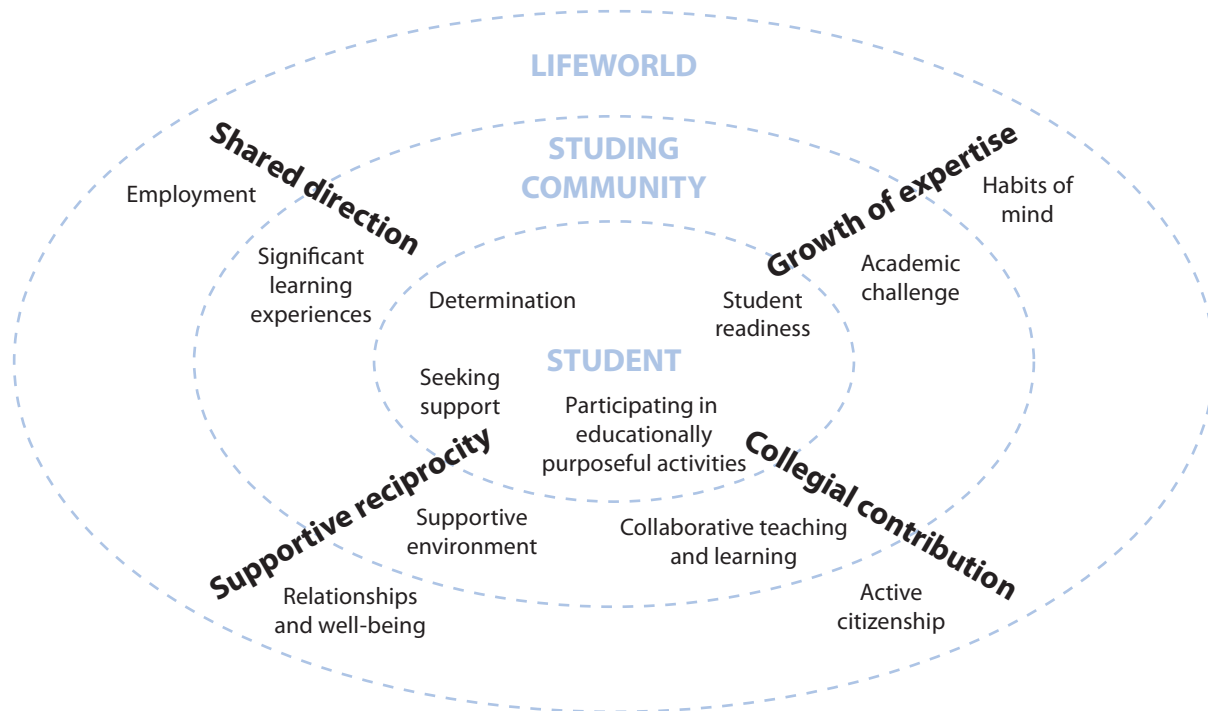 LIFEWORLD
STUDING
COMMUNITY
Shared direction
Growth of expertise
Employment
Habits of
mind
Significant
learning
experiences
Academic
challenge
Determination
Student
readiness
STUDENT
Seeking
support
Participating in
educationally
purposeful activities
Supportive reciprocity
Collegial contribution
Supportive
environment
Collaborative teaching
and learning
Relationships
and well-being
Active
citizenship